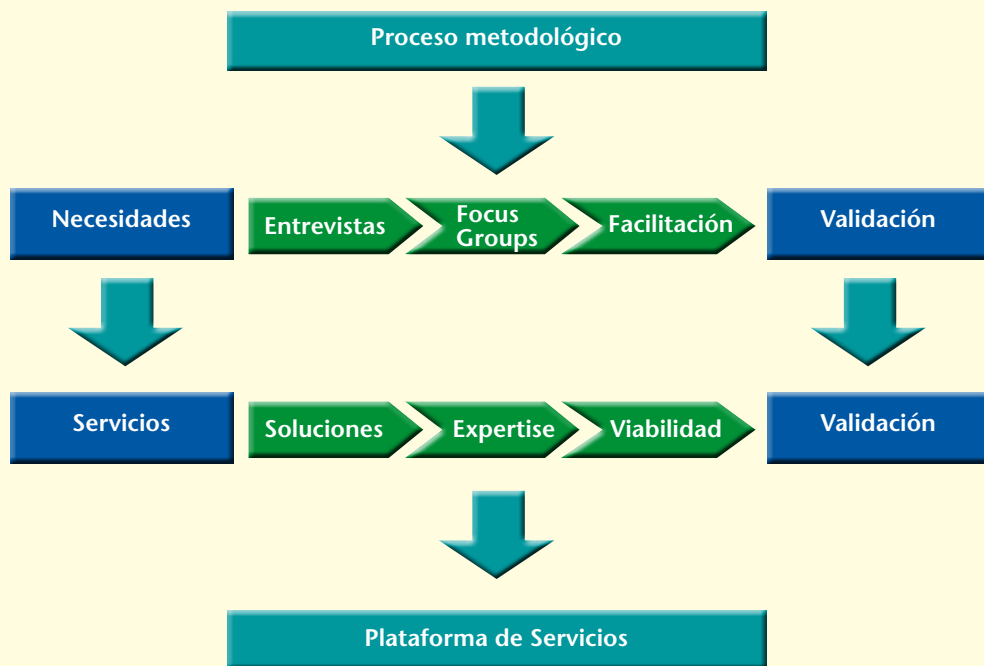 Proceso metodológico
Necesidades
Entrevistas
Focus
Groups
Facilitación
Validación
Servicios
Soluciones
Expertise
Viabilidad
Validación
Plataforma de Servicios